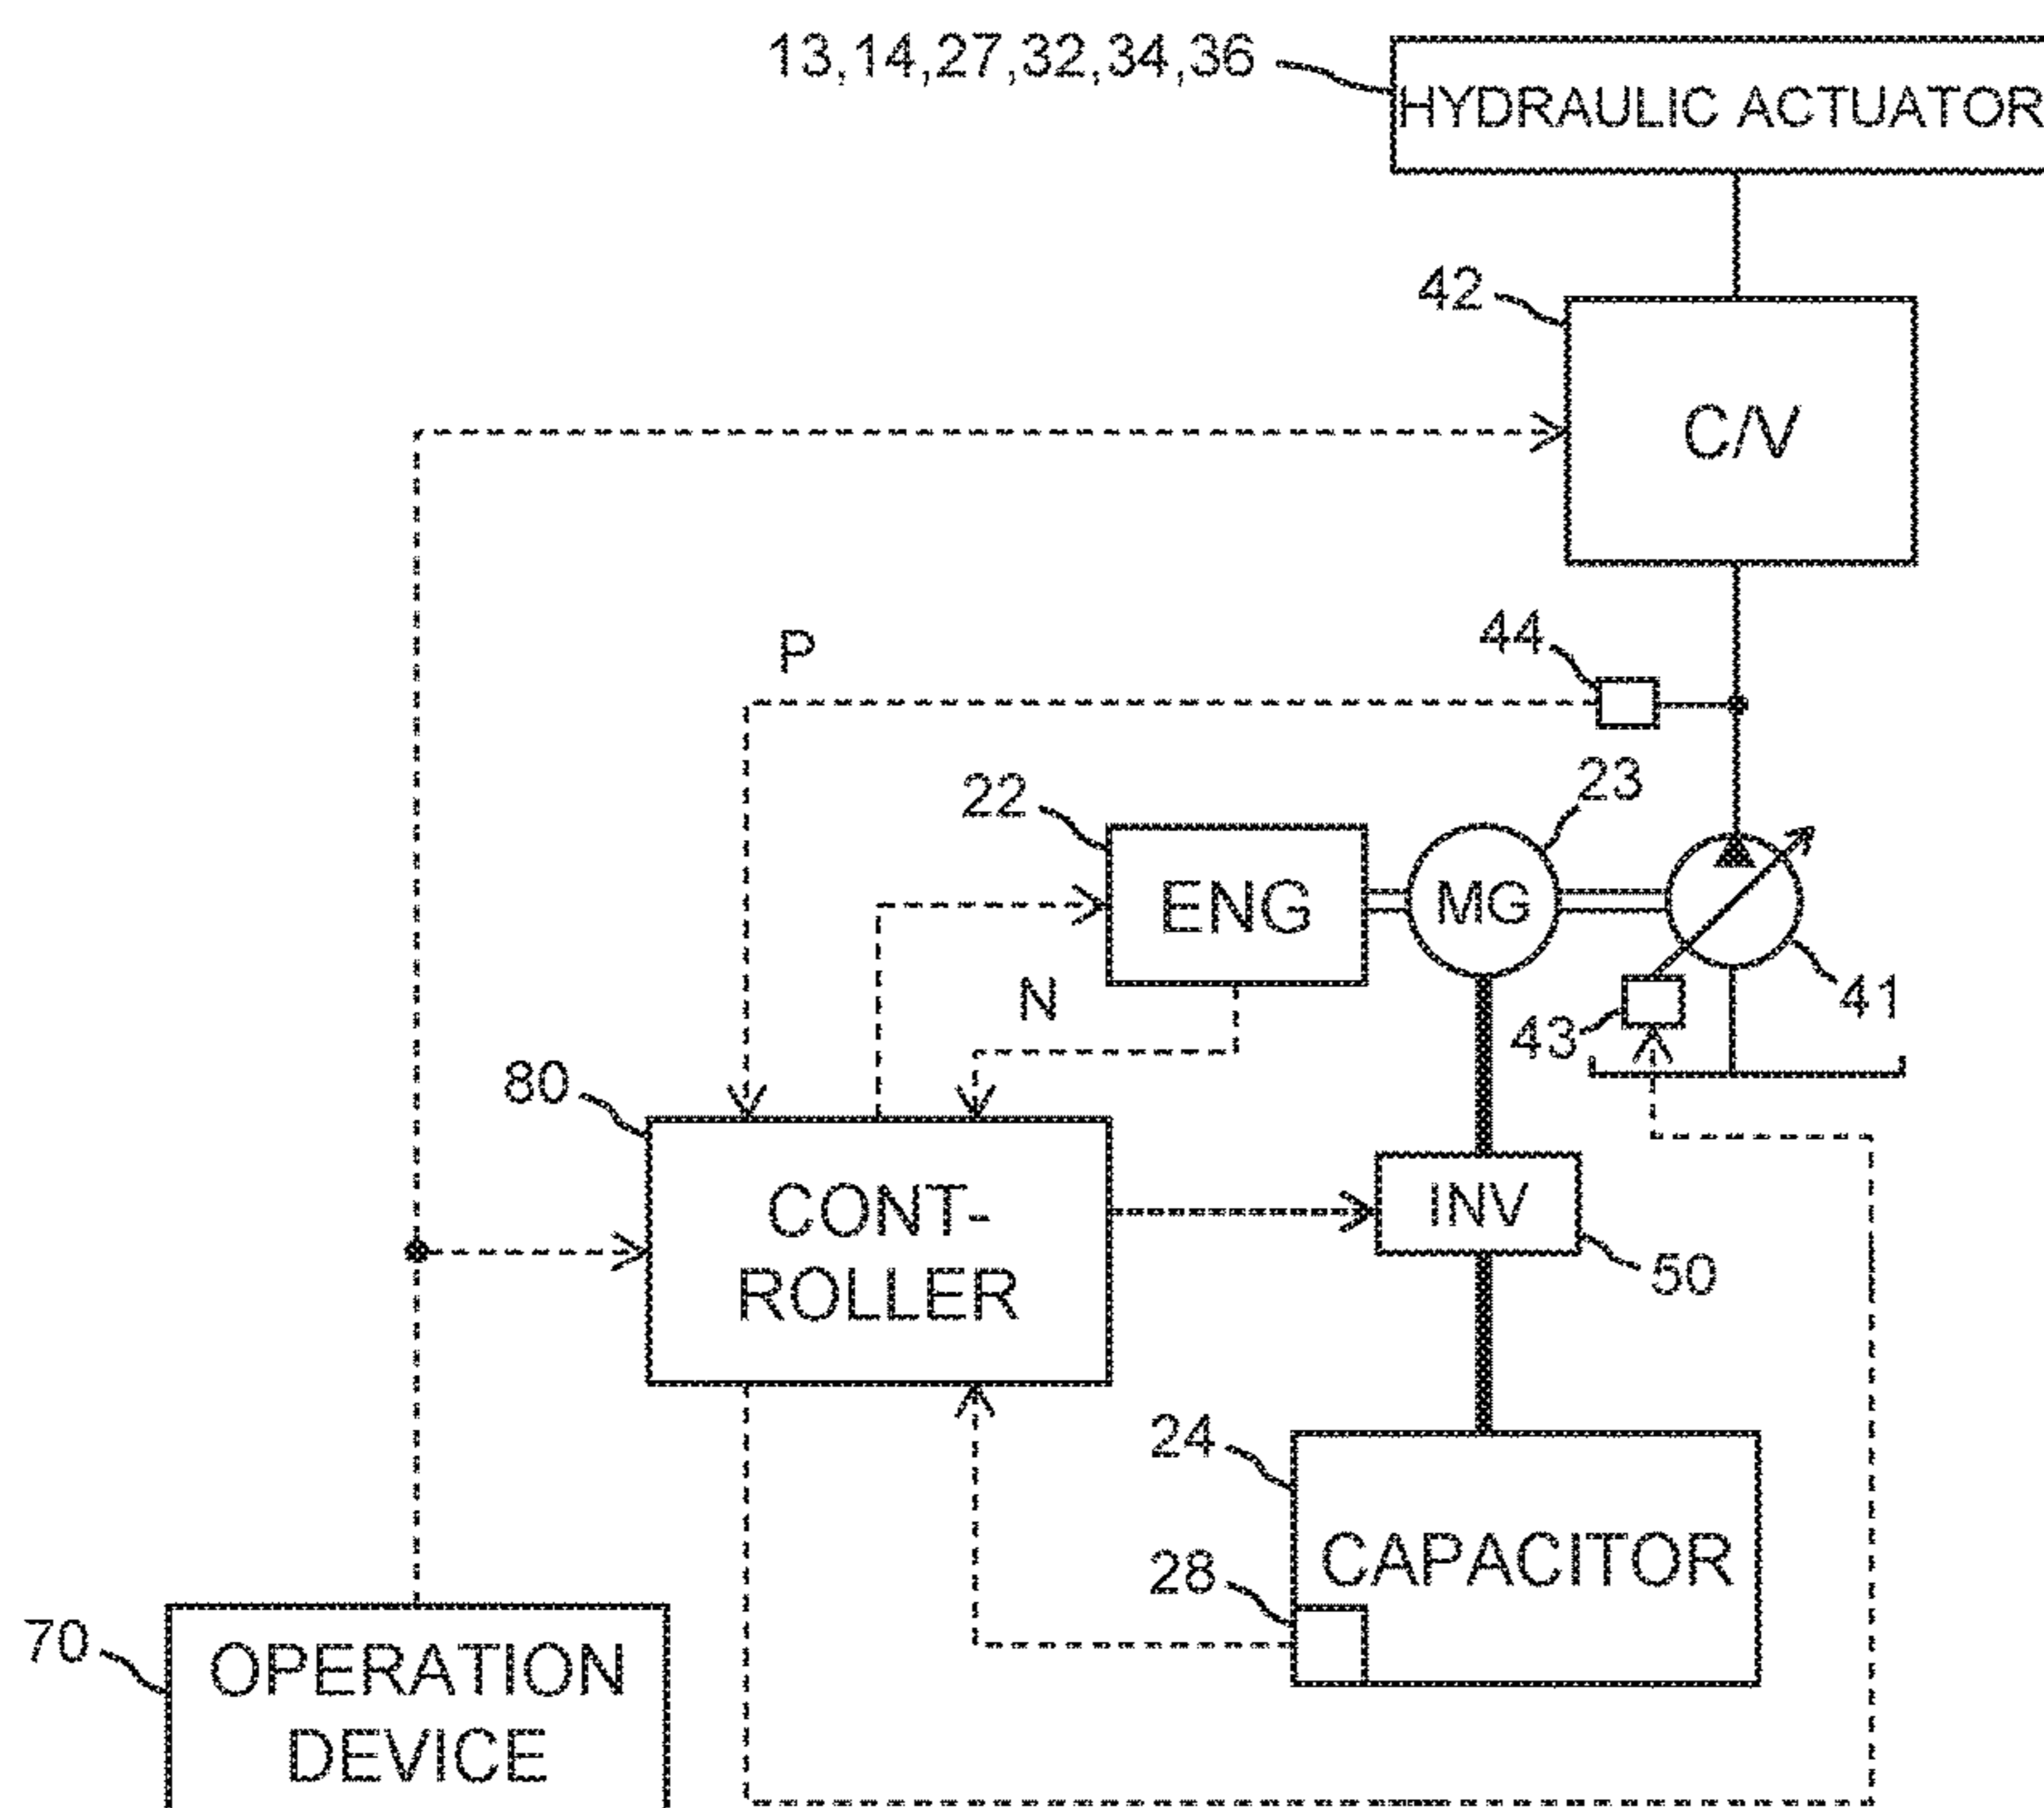 13,14,27,32,34,36
HYDRAULIC ACTUATOR
42
C/V
44
P
23
22
ENG
MG
N
41
43
80
CONT-
ROLLER
INV
50
24
28
CAPACITOR
70
OPERATION
DEVICE